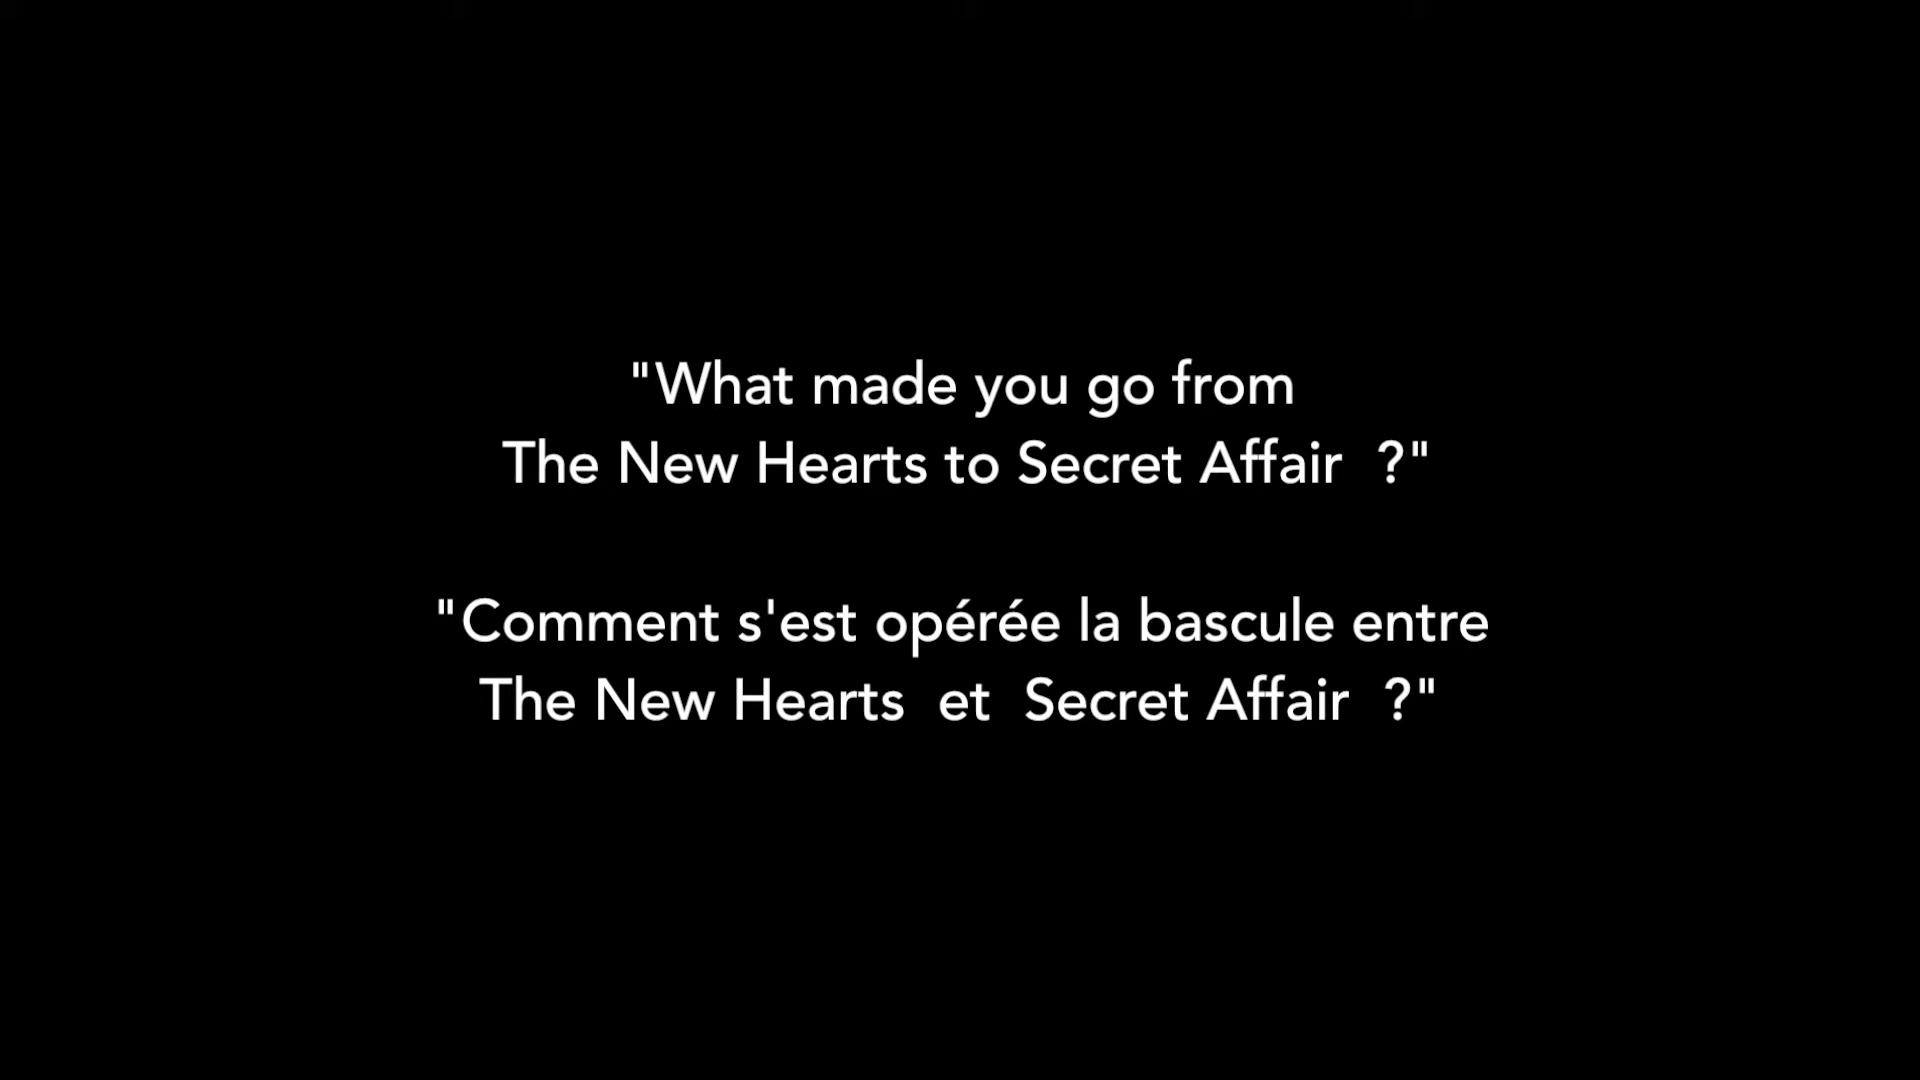 "What made you go from
The New Hearts to Secret Affair  ?"
"Comment s'est opérée la bascule entre
The New Hearts  et  Secret Affair  ?"